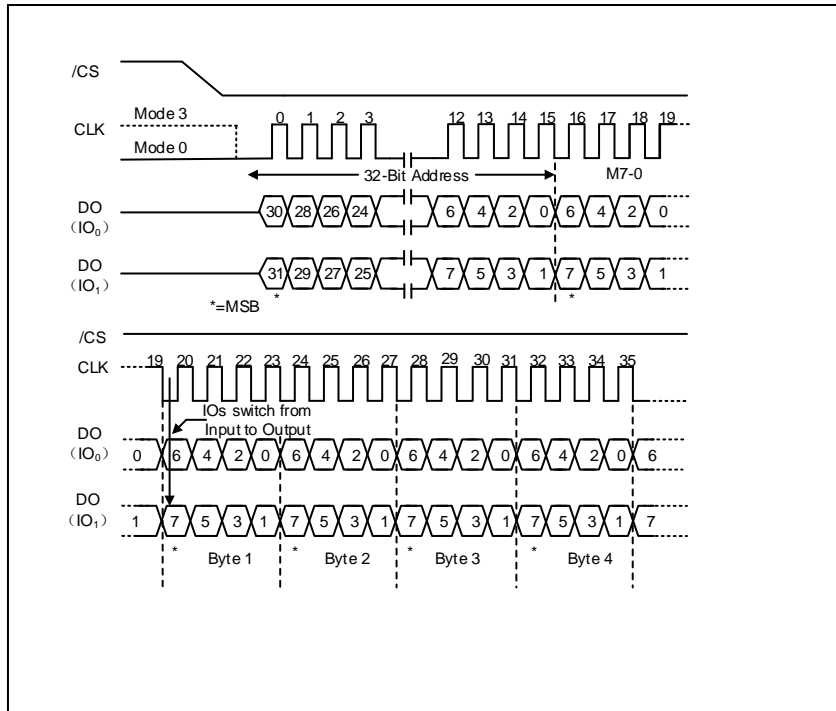 /CS
Mode 3
CLK
Mode 0
0 1 2 3 12 13 14 15 16 17 18 19
32-Bit Address
M7-0
DO
（IO0）
30 28 26 24 6 4 2 0 6 4 2 0
DO
（IO1）
31 29 27 25 7 5 3 1 7 5 3 1
* *
*=MSB
/CS
CLK
19 20 21 22 23 24 25 26 27 28 29 30 31 32 33 34 35
IOs switch from
Input to Output
DO
（IO0）
0 6 4 2 0 6 4 2 0 6 4 2 0 6 4 2 0 6
DO
（IO1）
1 7 5 3 1 7 5 3 1 7 5 3 1 7 5 3 1 7
* * * *
Byte 1 Byte 2 Byte 3 Byte 4